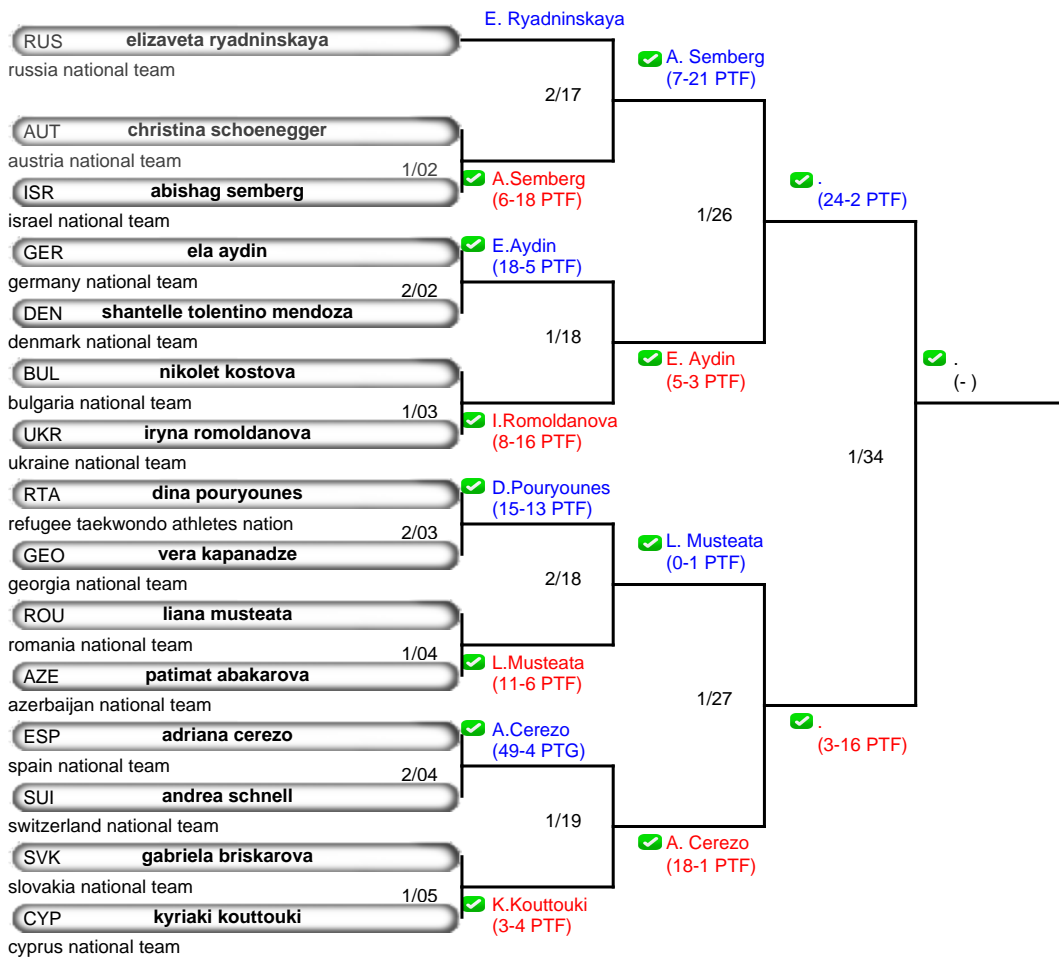 E. Ryadninskaya
RUS elizaveta ryadninskaya
russia national team
A. Semberg
(7-21 PTF)
2/17
AUT christina schoenegger
austria national team
1/02
ISR abishag semberg
israel national team
A.Semberg
(6-18 PTF)
.
(24-2 PTF)
1/26
GER ela aydin
germany national team
E.Aydin
(18-5 PTF)
2/02
DEN shantelle tolentino mendoza
denmark national team
1/18
E. Aydin
(5-3 PTF)
BUL nikolet kostova
bulgaria national team
1/03
UKR iryna romoldanova
ukraine national team
I.Romoldanova
(8-16 PTF)
.
(- )
1/34
RTA dina pouryounes
refugee taekwondo athletes nation
D.Pouryounes
(15-13 PTF)
2/03
GEO vera kapanadze
georgia national team
L. Musteata
(0-1 PTF)
2/18
ROU liana musteata
romania national team
1/04
AZE patimat abakarova
azerbaijan national team
L.Musteata
(11-6 PTF)
1/27
.
(3-16 PTF)
ESP adriana cerezo
spain national team
A.Cerezo
(49-4 PTG)
2/04
SUI andrea schnell
switzerland national team
1/19
A. Cerezo
(18-1 PTF)
SVK gabriela briskarova
slovakia national team
1/05
CYP kyriaki kouttouki
cyprus national team
K.Kouttouki
(3-4 PTF)